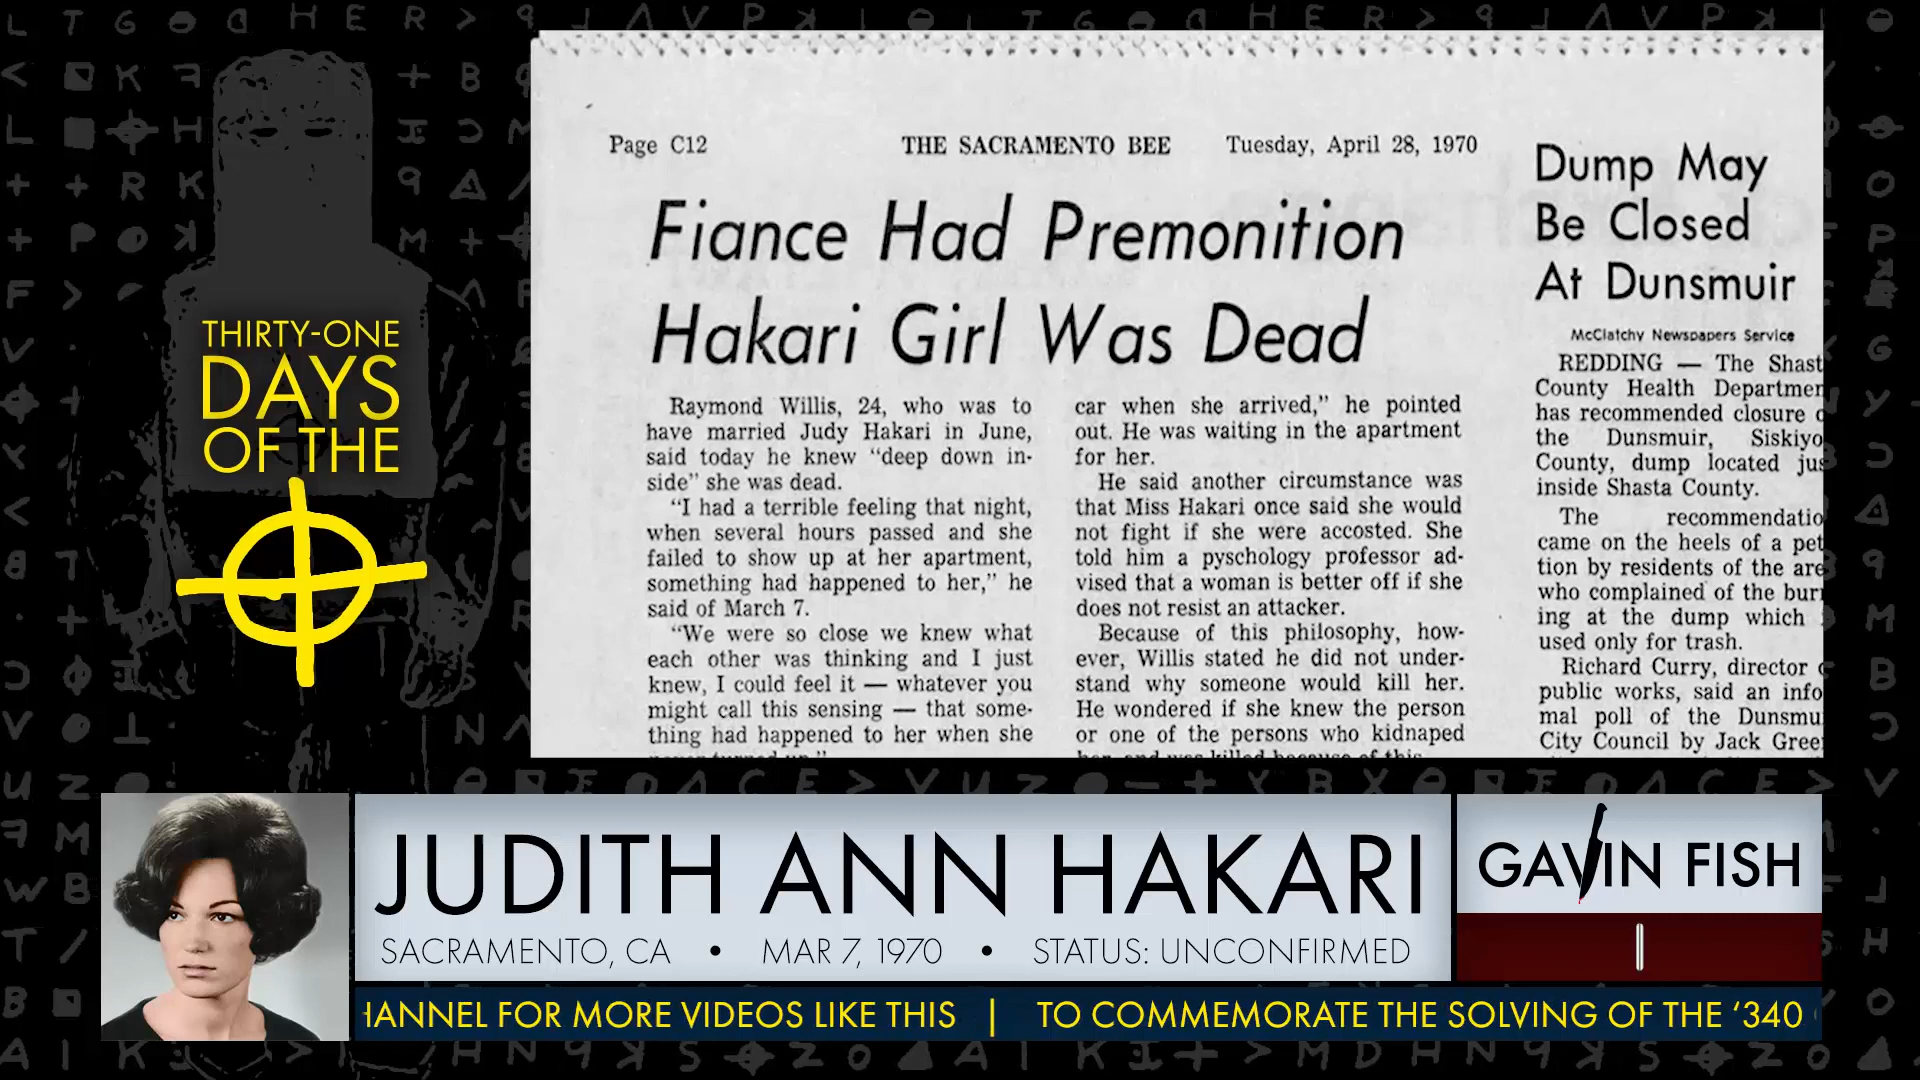 THIRTY-ONE
DAYS
OF THE
Page C12
THE SACRAMENTO BEE
Tuesday, April 28, 1970
Fiance Had Premonition
Hakari Girl Was Dead
Raymond Willis, 24, who was to
have married Judy Hakari in June,
said today he knew “deep down in-
side” she was dead.
“I had a terrible feeling that night,
when several hours passed and she
failed to show up at her apartment,
something had happened to her,” he
said of March 7.
“We were so close we knew what
each other was thinking and I just
knew, I could feel it — whatever you
might call this sensing — that some-
thing had happened to her when she
car when she arrived,” he pointed
out. He was waiting in the apartment
for her.
He said another circumstance was
that Miss Hakari once said she would
not fight if she were accosted. She
told him a pyschology professor ad-
vised that a woman is better off if she
does not resist an attacker.
Because of this philosophy, how-
ever, Willis stated he did not under-
stand why someone would kill her.
He wondered if she knew the person
or one of the persons who kidnaped
her and was killed because of this.
Dump May
Be Closed
At Dunsmuir
McClatchy Newspapers Service
REDDING — The Shast
County Health Departmen
has recommended closure
the Dunsmuir, Siskiyo
County, dump located jus
inside Shasta County.
The recommendatio
came on the heels of a pet
tion by residents of the are
who complained of the bur
ing at the dump which
used only for trash.
Richard Curry, director
public works, said an info
mal poll of the Dunsmu
City Council by Jack Gree
JUDITH ANN HAKARI
SACRAMENTO, CA • MAR 7, 1970 • STATUS: UNCONFIRMED
GAVIN FISH
HANNEL FOR MORE VIDEOS LIKE THIS | TO COMMEMORATE THE SOLVING OF THE ‘340